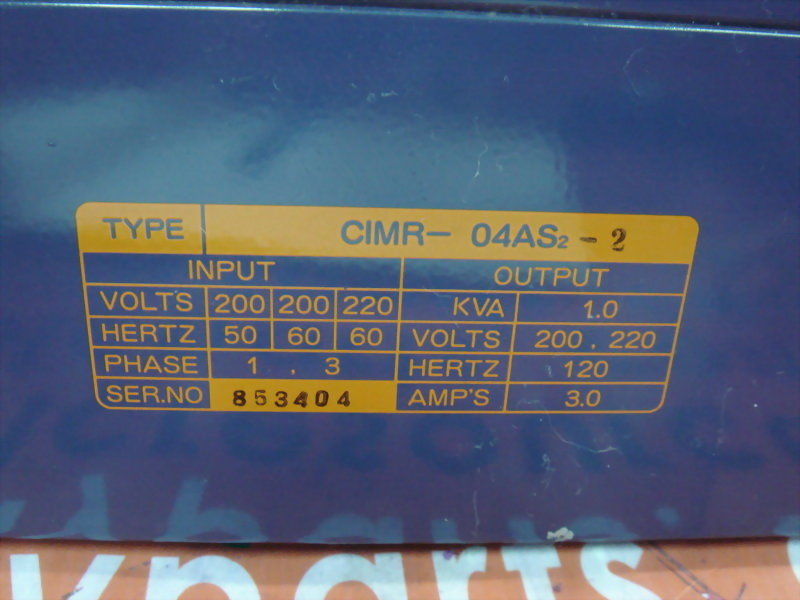 TYPE CIMR- 04AS2 - 2
INPUT OUTPUT
VOLTS 200 200 220 KVA 1.0
HERTZ 50 60 60 VOLTS 200 . 220
PHASE 1 . 3 HERTZ 120
SER.NO 853404 AMP'S 3.0